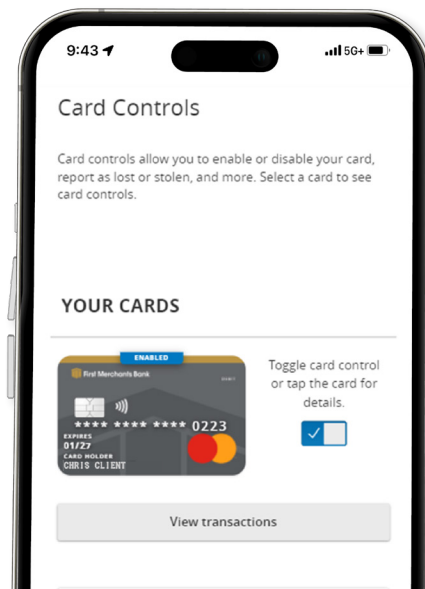 9:43
5G+
Card Controls
Card controls allow you to enable or disable your card,
report as lost or stolen, and more. Select a card to see
card controls.
YOUR CARDS
ENABLED
First Merchants Bank
DEBIT
**** **** **** 0223
EXPIRES
01/27
CARD HOLDER
CHRIS CLIENT
Toggle card control
or tap the card for
details.
View transactions